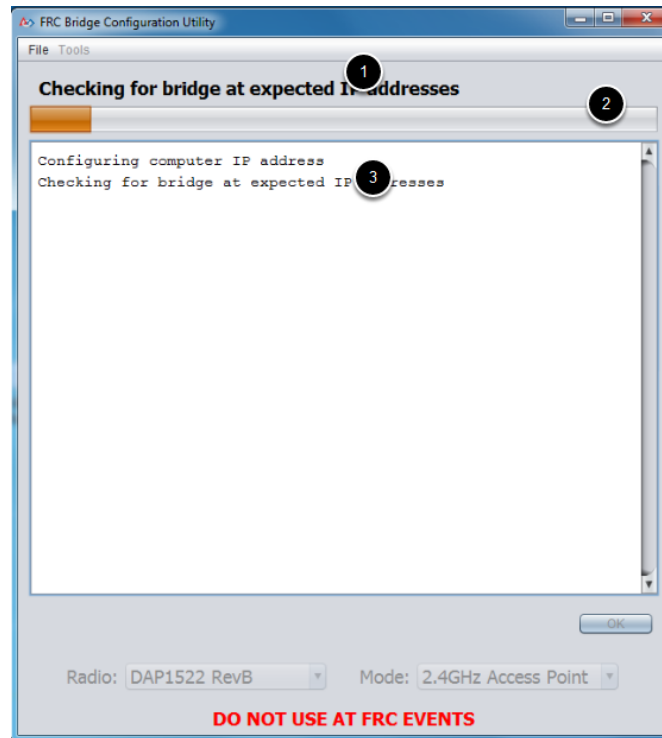 FRC Bridge Configuration Utility
File Tools
1
Checking for bridge at expected IP addresses
2
Configuring computer IP address
Checking for bridge at expected IP resses
3
OK
Radio: DAP1522 RevB Mode: 2.4GHz Access Point
DO NOT USE AT FRC EVENTS